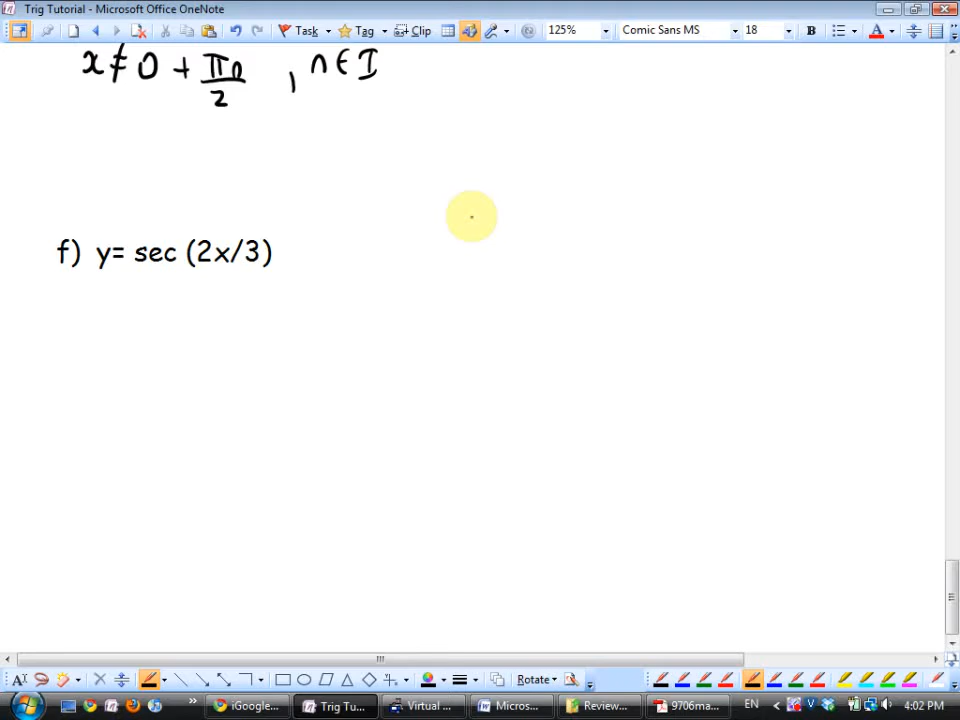 Trig Tutorial - Microsoft Office OneNote
Task Tag Clip 125% Comic Sans MS 18 B A
x ≠ 0 + πn/2 , n ∈ I
f) y= sec (2x/3)
A Rotate
iGoogle... Trig Tu... Virtual ... Micros... Review... 9706ma... EN < V 4:02 PM